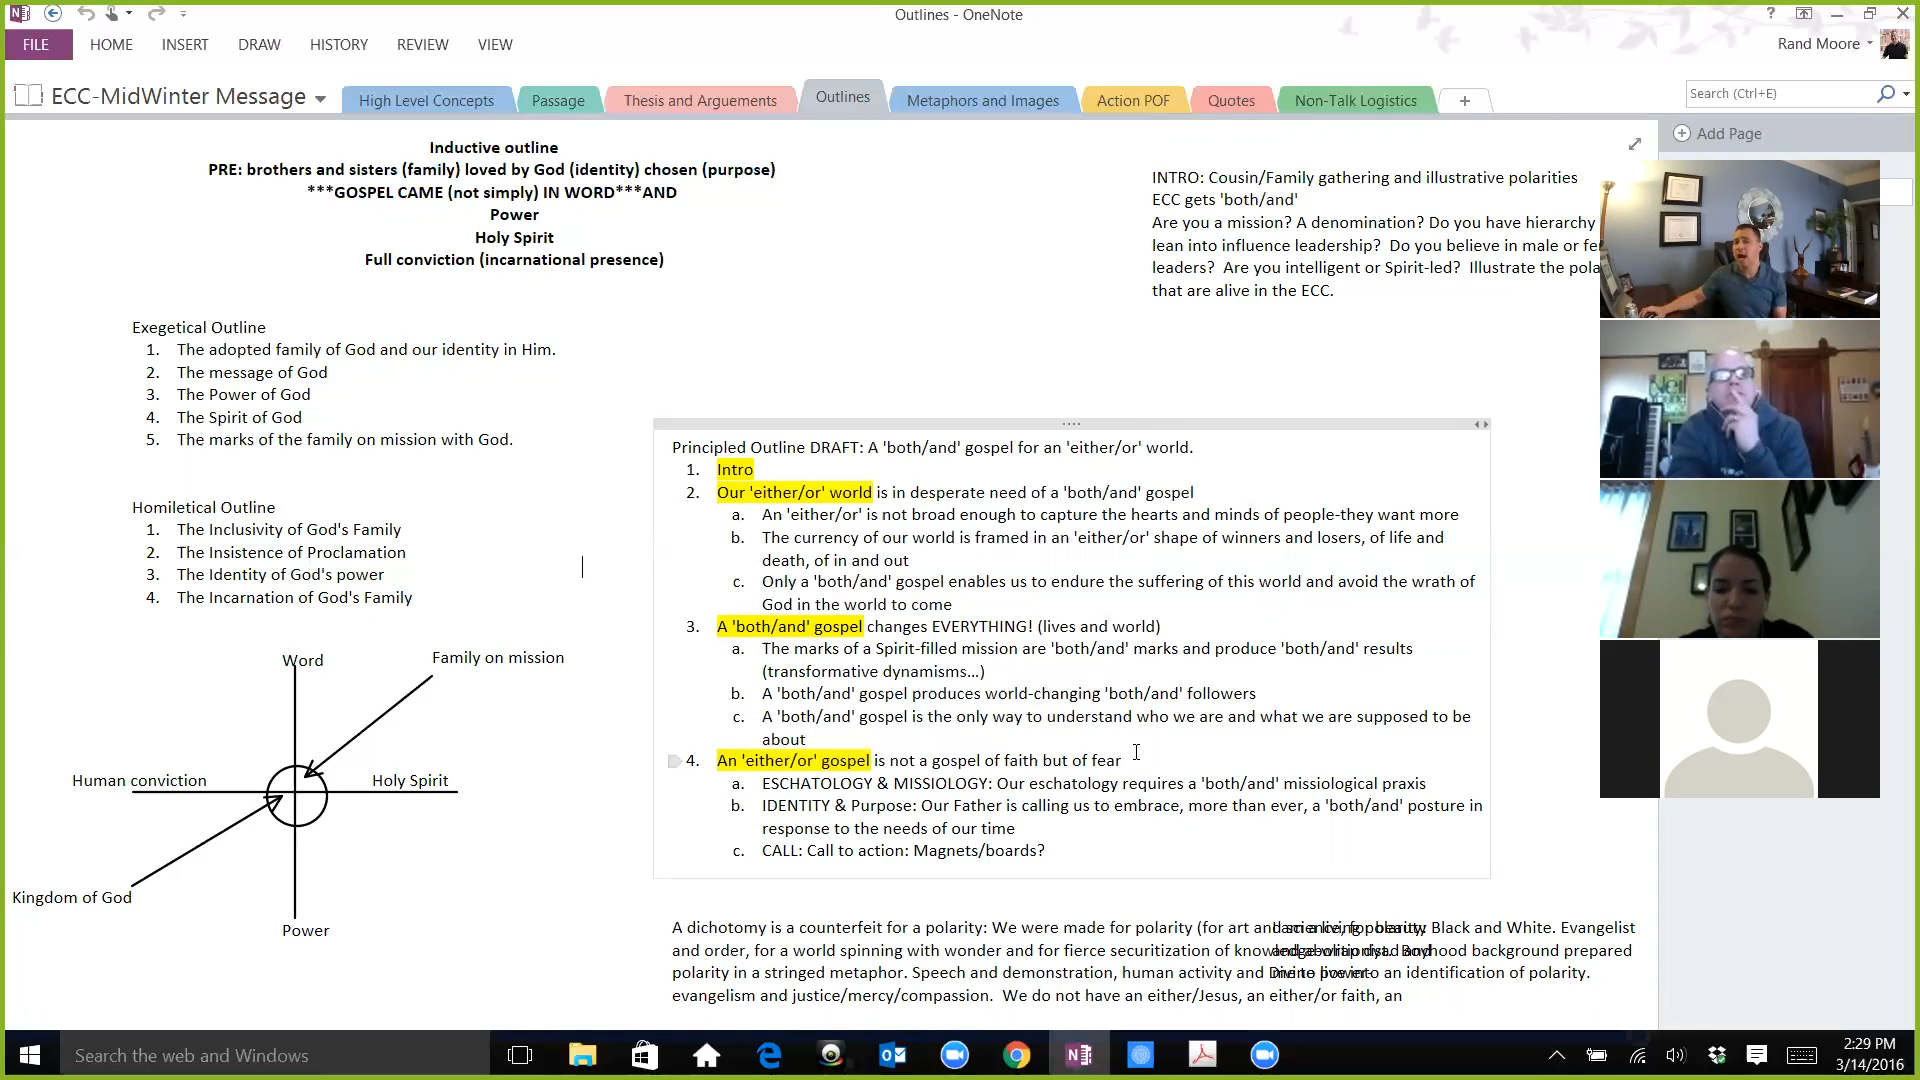 Outlines - OneNote
?
FILE HOME INSERT DRAW HISTORY REVIEW VIEW
Rand Moore
ECC-MidWinter Message
High Level Concepts
Passage
Thesis and Arguements
Outlines
Metaphors and Images
Action POF
Quotes
Non-Talk Logistics
+
Search (Ctrl+E)
Add Page
Inductive outline
PRE: brothers and sisters (family) loved by God (identity) chosen (purpose)
***GOSPEL CAME (not simply) IN WORD***AND
Power
Holy Spirit
Full conviction (incarnational presence)
INTRO: Cousin/Family gathering and illustrative polarities
ECC gets 'both/and'
Are you a mission? A denomination? Do you have hierarchy
lean into influence leadership? Do you believe in male or
leaders? Are you intelligent or Spirit-led? Illustrate the
that are alive in the ECC.
Exegetical Outline
1. The adopted family of God and our identity in Him.
2. The message of God
3. The Power of God
4. The Spirit of God
5. The marks of the family on mission with God.
Homiletical Outline
1. The Inclusivity of God's Family
2. The Insistence of Proclamation
3. The Identity of God's power
4. The Incarnation of God's Family
Word
Family on mission
Human conviction
Holy Spirit
Kingdom of God
Power
Principled Outline DRAFT: A 'both/and' gospel for an 'either/or' world.
1. Intro
2. Our 'either/or' world is in desperate need of a 'both/and' gospel
a. An 'either/or' is not broad enough to capture the hearts and minds of people-they want more
b. The currency of our world is framed in an 'either/or' shape of winners and losers, of life and
death, of in and out
c. Only a 'both/and' gospel enables us to endure the suffering of this world and avoid the wrath of
God in the world to come
3. A 'both/and' gospel changes EVERYTHING! (lives and world)
a. The marks of a Spirit-filled mission are 'both/and' marks and produce 'both/and' results
(transformative dynamisms...)
b. A 'both/and' gospel produces world-changing 'both/and' followers
c. A 'both/and' gospel is the only way to understand who we are and what we are supposed to be
about
4. An 'either/or' gospel is not a gospel of faith but of fear
a. ESCHATOLOGY & MISSIOLOGY: Our eschatology requires a 'both/and' missiological praxis
b. IDENTITY & Purpose: Our Father is calling us to embrace, more than ever, a 'both/and' posture in
response to the needs of our time
c. CALL: Call to action: Magnets/boards?
A dichotomy is a counterfeit for a polarity: We were made for polarity (for art and Black and White. Evangelist
and order, for a world spinning with wonder and for fierce securitization of background prepared
polarity in a stringed metaphor. Speech and demonstration, human activity and an identification of polarity.
evangelism and justice/mercy/compassion. We do not have an either/Jesus, an either/or faith, an
Search the web and Windows
2:29 PM
3/14/2016